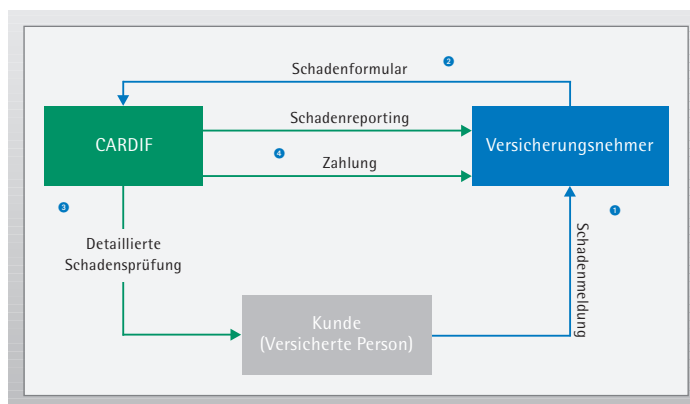 Schadenformular
2
Schadenreporting
CARDIF
Versicherungsnehmer
4
Zahlung
3
1
Detaillierte
Schadensprüfung
Schadenmeldung
Kunde
(Versicherte Person)